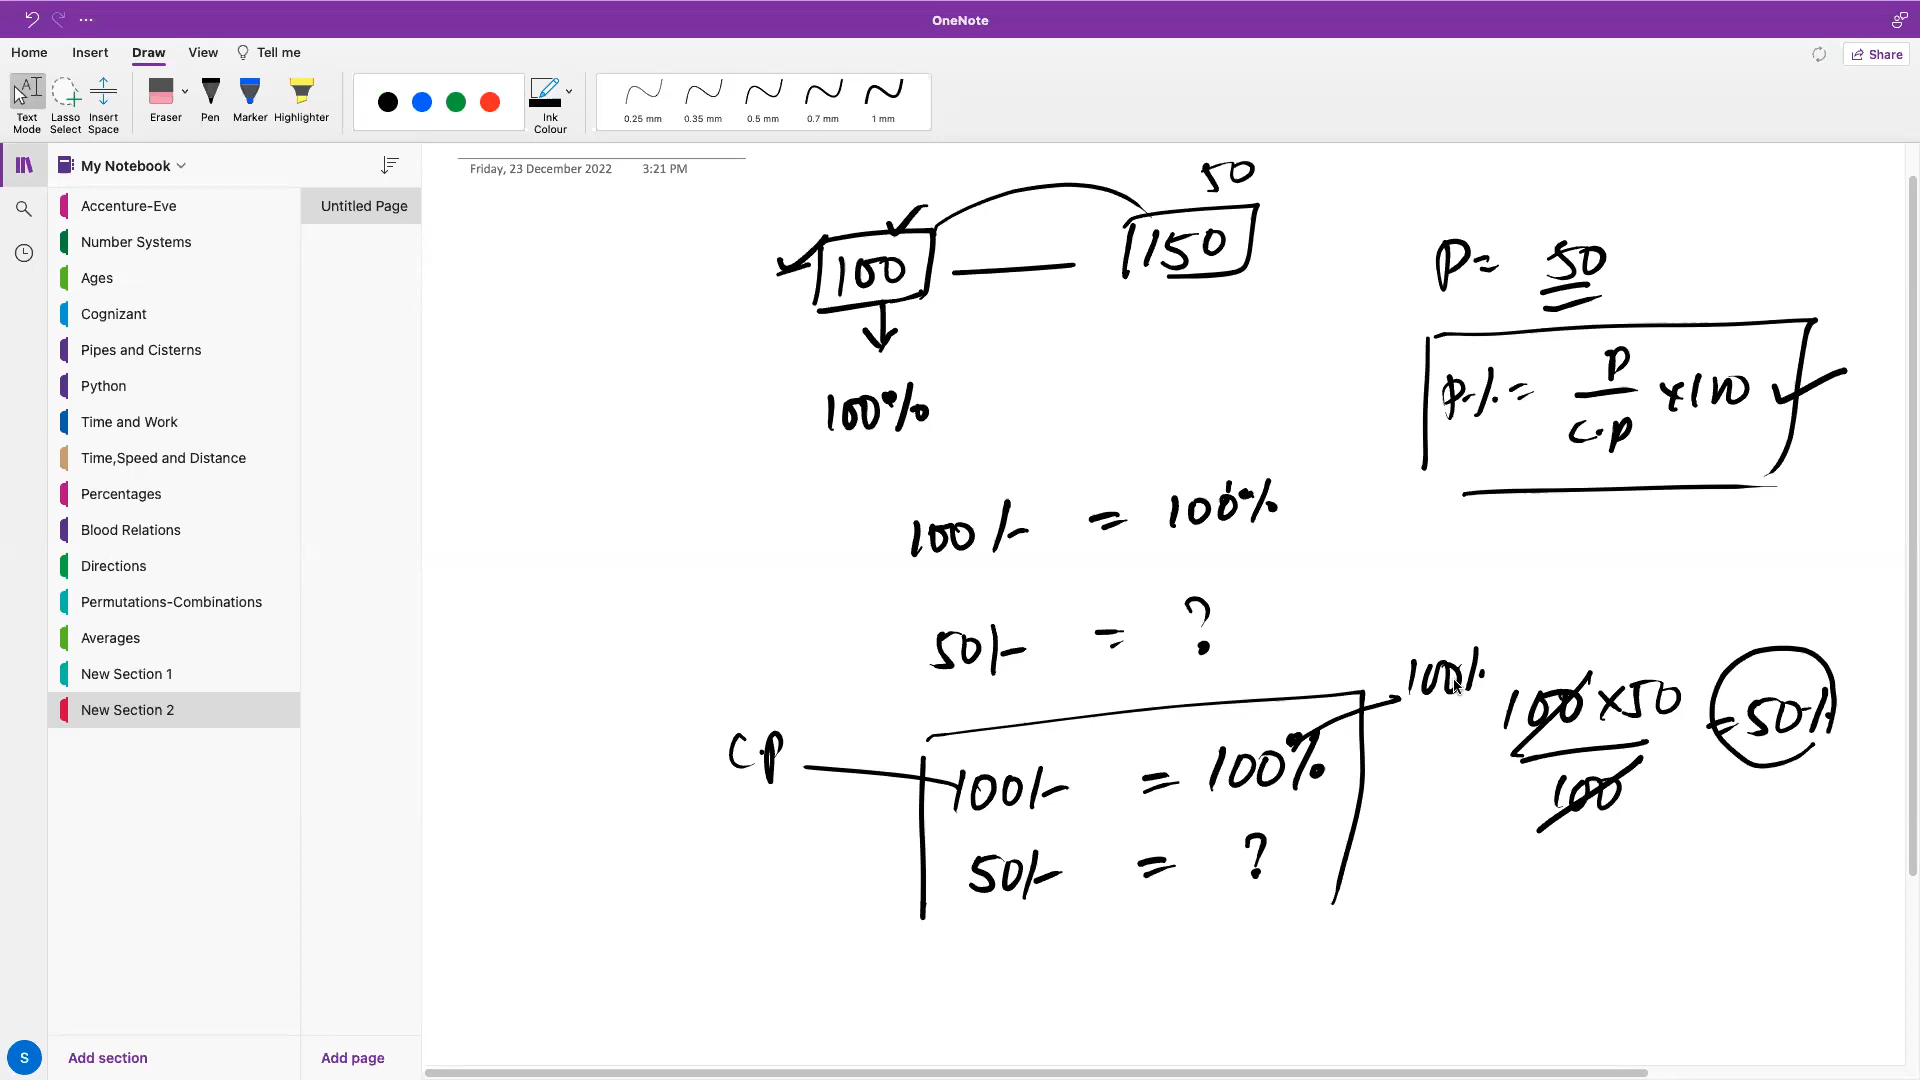 OneNote
Home Insert Draw View Tell me
Share
Text Mode
Lasso Select
Insert Space
Eraser
Pen
Marker
Highlighter
Ink Colour
0.25 mm
0.35 mm
0.5 mm
0.7 mm
1 mm
My Notebook
Accenture-Eve
Number Systems
Ages
Cognizant
Pipes and Cisterns
Python
Time and Work
Time,Speed and Distance
Percentages
Blood Relations
Directions
Permutations-Combinations
Averages
New Section 1
New Section 2
Add section
S
Untitled Page
Add page
Friday, 23 December 2022 3:21 PM
50
100 150
100%
P= 50
P.%= P/C.P x100
100/- = 100%
50/- = ?
C.P
100/- = 100%
50/- = ?
100%
100x50/100 = 50%